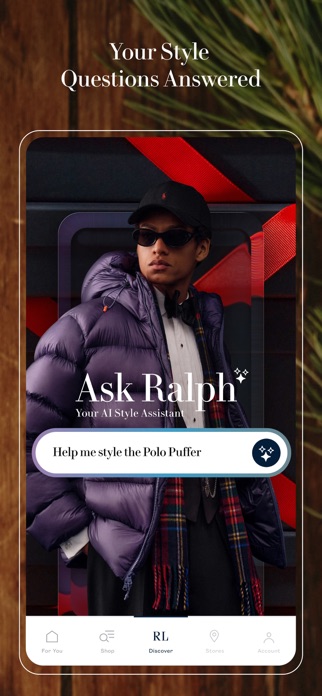 Your Style
Questions Answered
Ask Ralph
Your AI Style Assistant
Help me style the Polo Puffer
RL
For You
Shop
Discover
Stores
Account